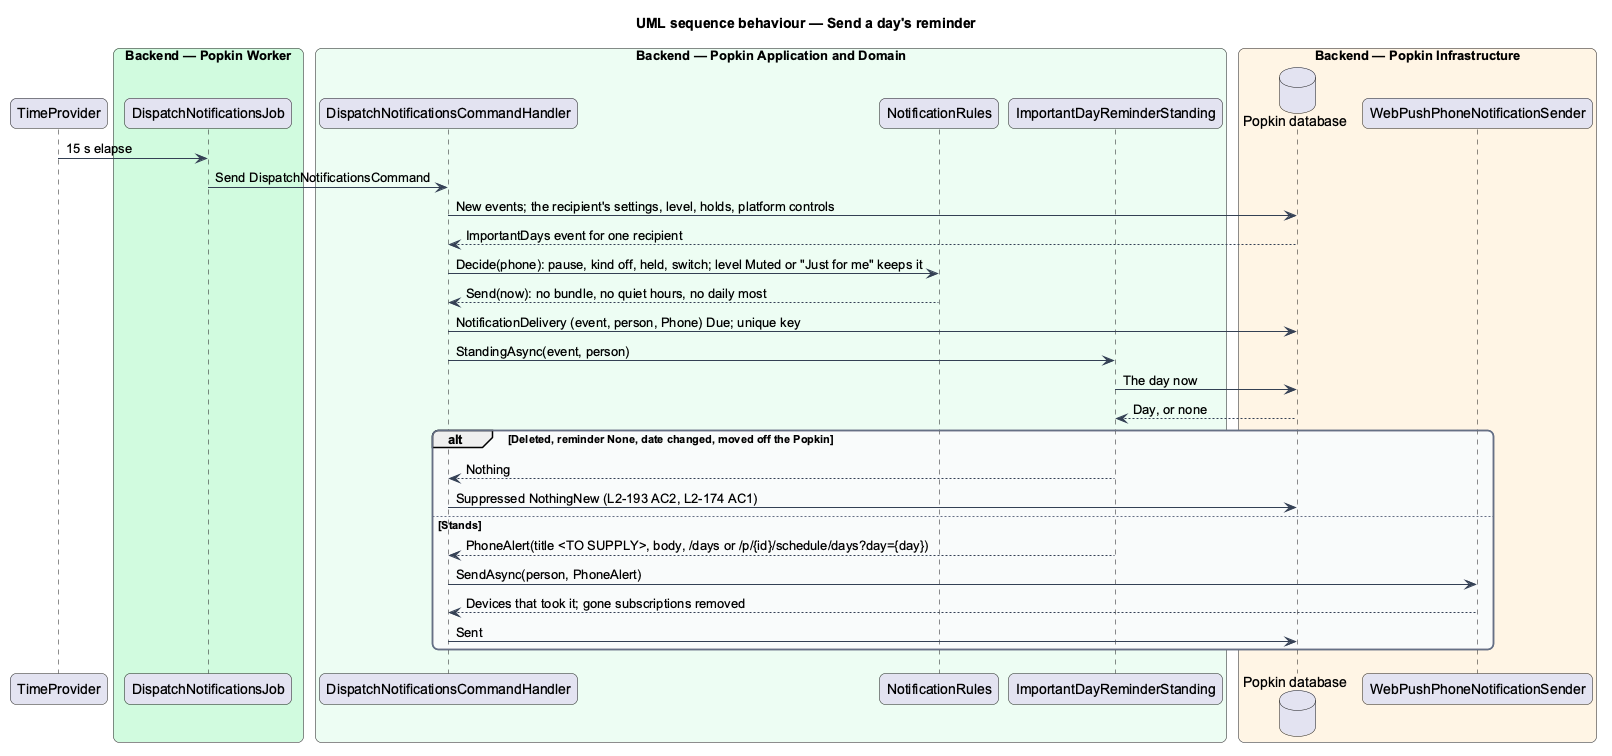 UML sequence behaviour — Send a day's reminder
Backend — Popkin Worker
Backend — Popkin Application and Domain
Backend — Popkin Infrastructure
TimeProvider
DispatchNotificationsJob
DispatchNotificationsCommandHandler
NotificationRules
ImportantDayReminderStanding
Popkin database
WebPushPhoneNotificationSender
15 s elapse
Send DispatchNotificationsCommand
New events; the recipient's settings, level, holds, platform controls
ImportantDays event for one recipient
Decide(phone): pause, kind off, held, switch; level Muted or "Just for me" keeps it
Send(now): no bundle, no quiet hours, no daily most
NotificationDelivery (event, person, Phone) Due; unique key
StandingAsync(event, person)
The day now
Day, or none
alt
[Deleted, reminder None, date changed, moved off the Popkin]
Nothing
Suppressed NothingNew (L2-193 AC2, L2-174 AC1)
[Stands]
PhoneAlert(title <TO SUPPLY>, body, /days or /p/{id}/schedule/days?day={day})
SendAsync(person, PhoneAlert)
Devices that took it; gone subscriptions removed
Sent
TimeProvider
DispatchNotificationsJob
DispatchNotificationsCommandHandler
NotificationRules
ImportantDayReminderStanding
Popkin database
WebPushPhoneNotificationSender